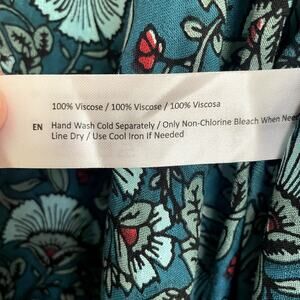 100% Viscose / 100% Viscose / 100% Viscosa
EN Hand Wash Cold Separately / Only Non-Chlorine Bleach When
Line Dry / Use Cool Iron If Needed